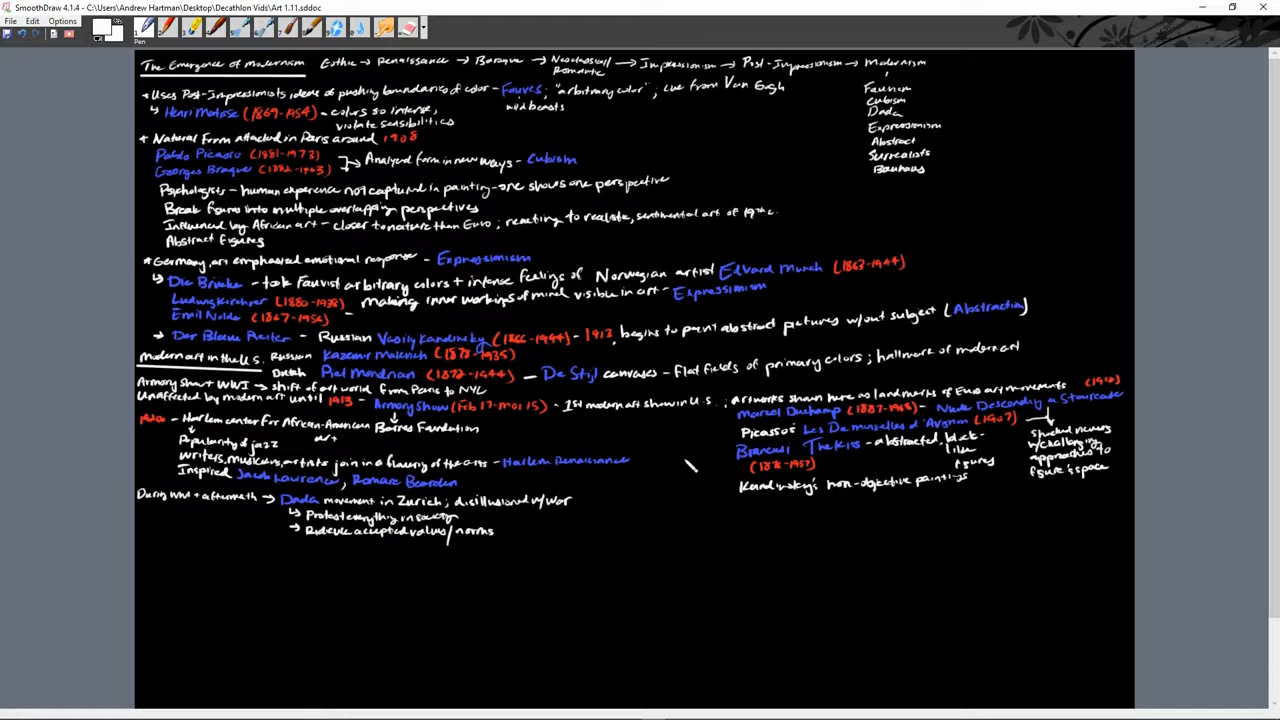 SmoothDraw 4.1.4 - C:\Users\Andrew Hartman\Desktop\Decathlon Vids\Art 1.11.sddoc
File Edit Options
Pen
The Emergence of Modernism Gothic → Renaissance → Baroque → Neoclassical/Romantic → Impressionism → Post-Impressionism → Modernism
Fauvism
Cubism
Dada
Expressionism
Abstract
Surrealists
Bauhaus
* Uses Post-Impressionists ideas of pushing boundaries of color - Fauves; "arbitrary color"; cue from Van Gogh
wild beasts
↳ Henri Matisse (1869-1954) - colors so intense,
violate sensibilities
* Natural Form attacked in Paris around 1908
Pablo Picasso (1881-1973)
Georges Braque (1882-1963) → Analyzed form in new ways - Cubism
Psychologists - human experience not captured in painting - one shows one perspective
Break figures into multiple overlapping perspectives
Influenced by African art - closer to nature than Euro; reacting to realistic, sentimental art of 19th c.
Abstract Figures
* Germany, art emphasized emotional response - Expressionism
↳ Die Brücke - took Fauvist arbitrary colors + intense feelings of Norwegian artist Edvard Munch (1863-1944)
Ludwig Kirchner (1880-1938) making inner workings of mind visible in art - Expressionism
Emil Nolde (1867-1956) -
→ Der Blaue Reiter - Russian Vasily Kandinsky (1866-1944) - 1913, begins to paint abstract pictures w/out subject (Abstraction)
Modern art in the U.S. Russian Kazemir Malevich (1878-1935)
Dutch Piet Mondrian (1872-1944) - De Stijl canvases - Flat fields of primary colors; hallmark of modern art
Armory Show + WWI → shift of art world from Paris to NYC
Unaffected by modern art until 1913 - Armory Show (Feb 17 - Mar 15) - 1st modern art show in U.S.; artworks shown here as landmarks of Euro art movements
Barnes Foundation
Marcel Duchamp (1887-1968) - Nude Descending a Staircase (1912)
Picasso's Les Demoiselles d'Avignon (1907)
Brancusi The Kiss - abstracted, block-
like
figures
(1876-1957)
Kandinsky's non-objective paintings
Shocked viewers
w/challenging
approaches to
figure + space
- Harlem center for African-American
art
Popularity of jazz
writers, musicians, artists join in a flowering of the arts - Harlem Renaissance
Inspired Jacob Lawrence, Romare Bearden
During WWI + aftermath → Dada movement in Zurich; disillusioned w/war
↳ Protest everything in society
→ Ridicule accepted values/norms